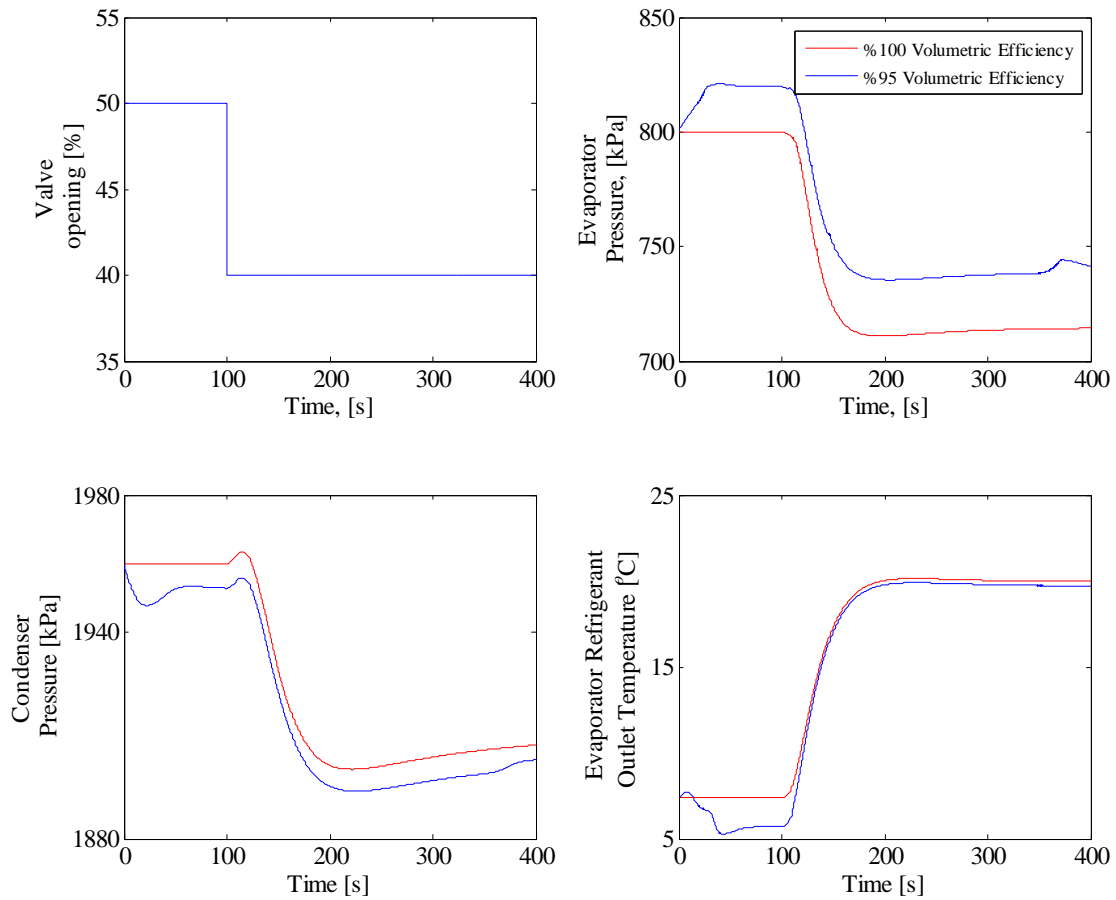 55
50
45
40
35
Valve
opening [%]
0
100
200
300
400
Time, [s]
850
800
750
700
Evaporator
Pressure, [kPa]
%100 Volumetric Efficiency
%95 Volumetric Efficiency
0
100
200
300
400
Time, [s]
1980
1940
1880
Condenser
Pressure [kPa]
0
100
200
300
400
Time [s]
25
15
5
Evaporator Refrigerant
Outlet Temperature [°C]
0
100
200
300
400
Time [s]